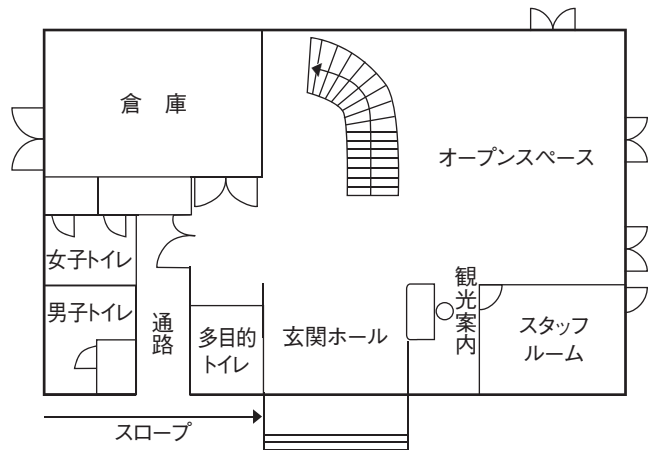 倉 庫
オープンスペース
女子トイレ
男子トイレ
通路
多目的
トイレ
玄関ホール
観光案内
スタッフ
ルーム
スロープ